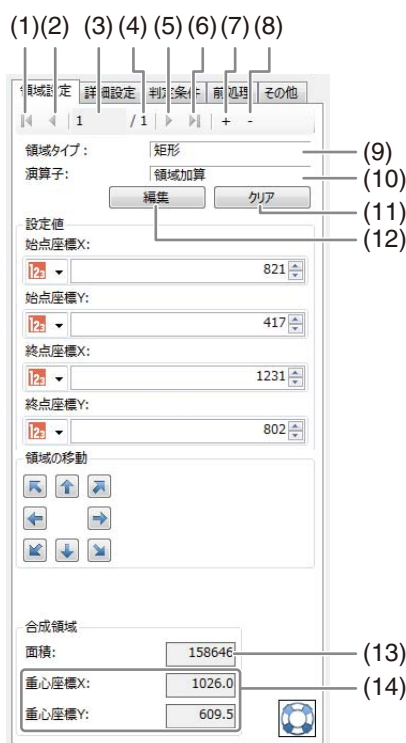 (1)(2) (3) (4) (5) (6)(7) (8)
領域設定 詳細設定 判定条件 前処理 その他
1 / 1 + -
領域タイプ： 矩形 (9)
演算子： 領域加算 (10)
編集 クリア (11)
(12)
設定値
始点座標X:
123 821
始点座標Y:
123 417
終点座標X:
123 1231
終点座標Y:
123 802
領域の移動
合成領域
面積: 158646 (13)
重心座標X: 1026.0 (14)
重心座標Y: 609.5